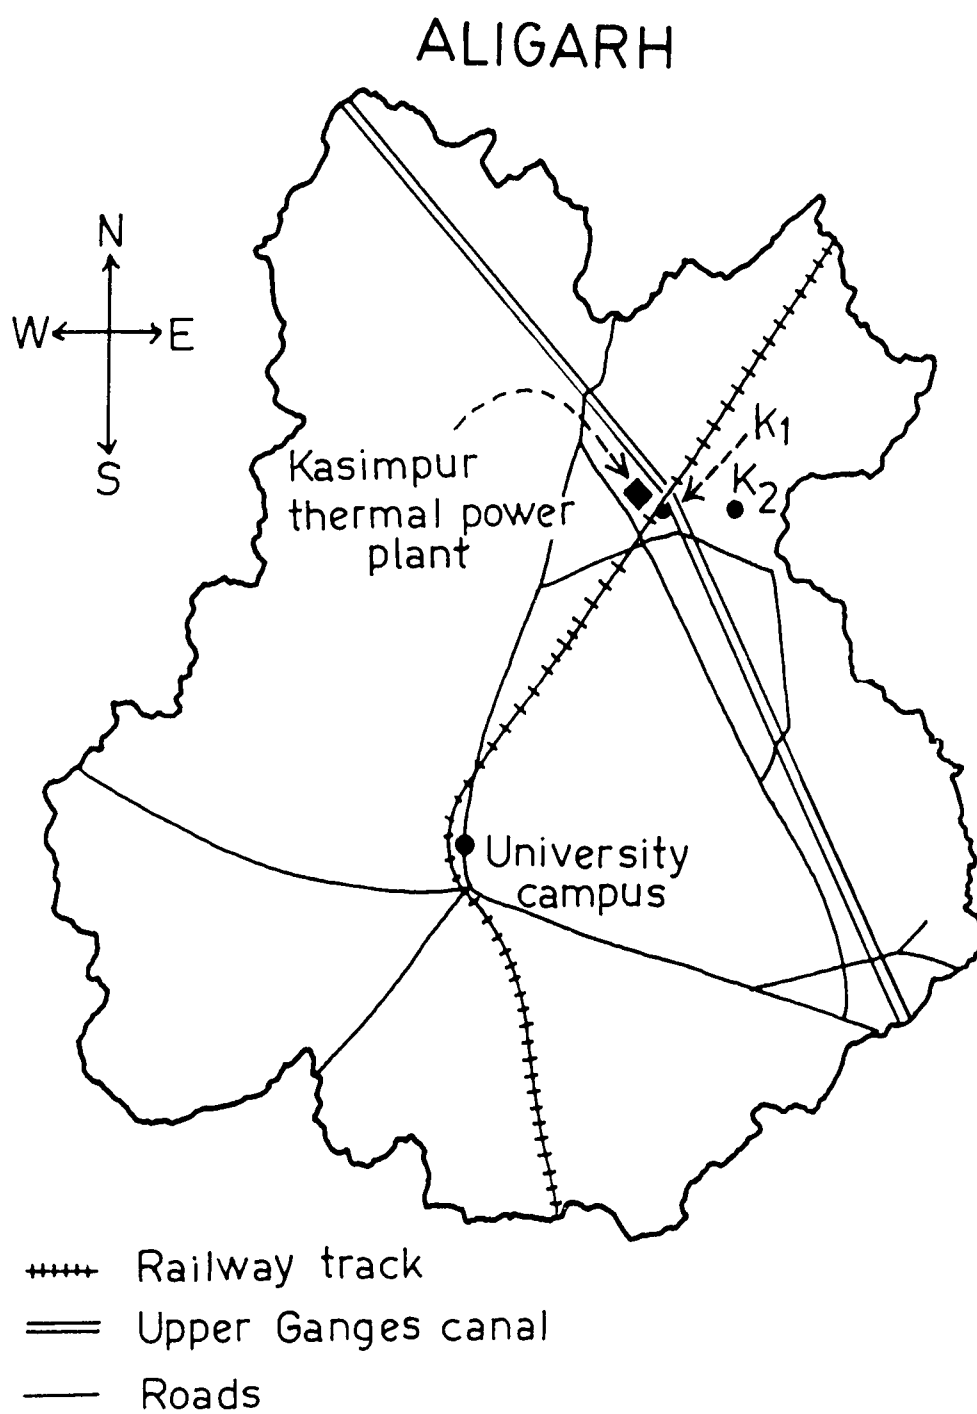 ALIGARH
N
W
E
S
Kasimpur
thermal power
plant
K1
K2
University
campus
Railway track
Upper Ganges canal
Roads